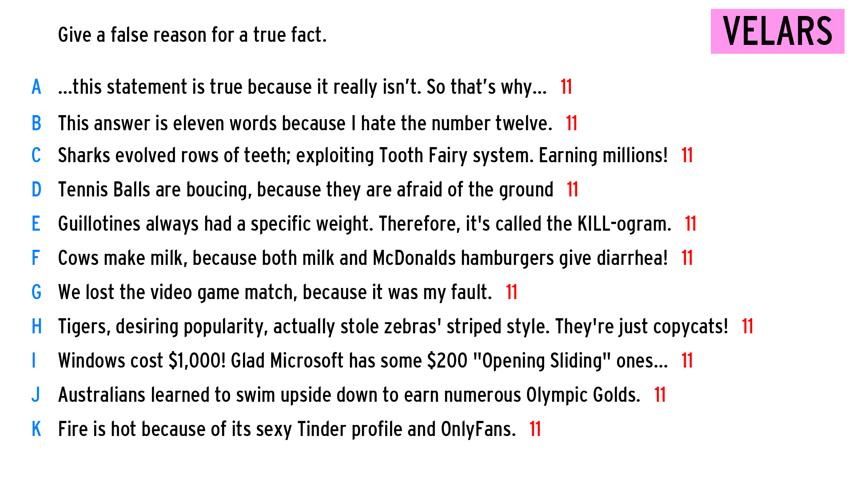 Give a false reason for a true fact.
VELARS
A ...this statement is true because it really isn't. So that's why... 11
B This answer is eleven words because I hate the number twelve. 11
C Sharks evolved rows of teeth; exploiting Tooth Fairy system. Earning millions! 11
D Tennis Balls are boucing, because they are afraid of the ground 11
E Guillotines always had a specific weight. Therefore, it's called the KILL-ogram. 11
F Cows make milk, because both milk and McDonalds hamburgers give diarrhea! 11
G We lost the video game match, because it was my fault. 11
H Tigers, desiring popularity, actually stole zebras' striped style. They're just copycats! 11
I Windows cost $1,000! Glad Microsoft has some $200 "Opening Sliding" ones... 11
J Australians learned to swim upside down to earn numerous Olympic Golds. 11
K Fire is hot because of its sexy Tinder profile and OnlyFans. 11